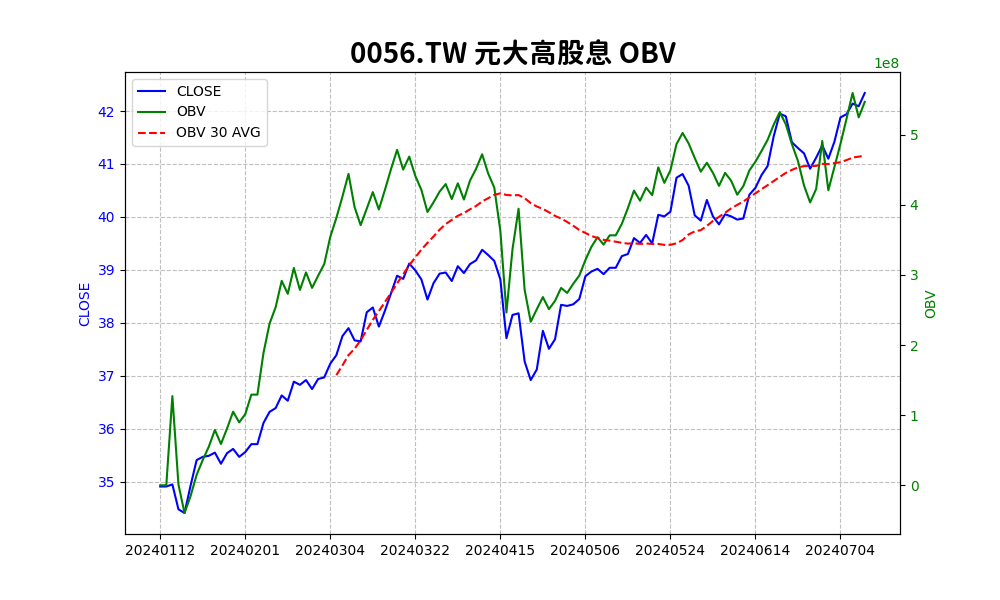 0056.TW 元大高股息 OBV
1e8
CLOSE
OBV
OBV 30 AVG
42
41
40
39
38
37
36
35
CLOSE
5
4
3
2
1
0
OBV
20240112 20240201 20240304 20240322 20240415 20240506 20240524 20240614 20240704